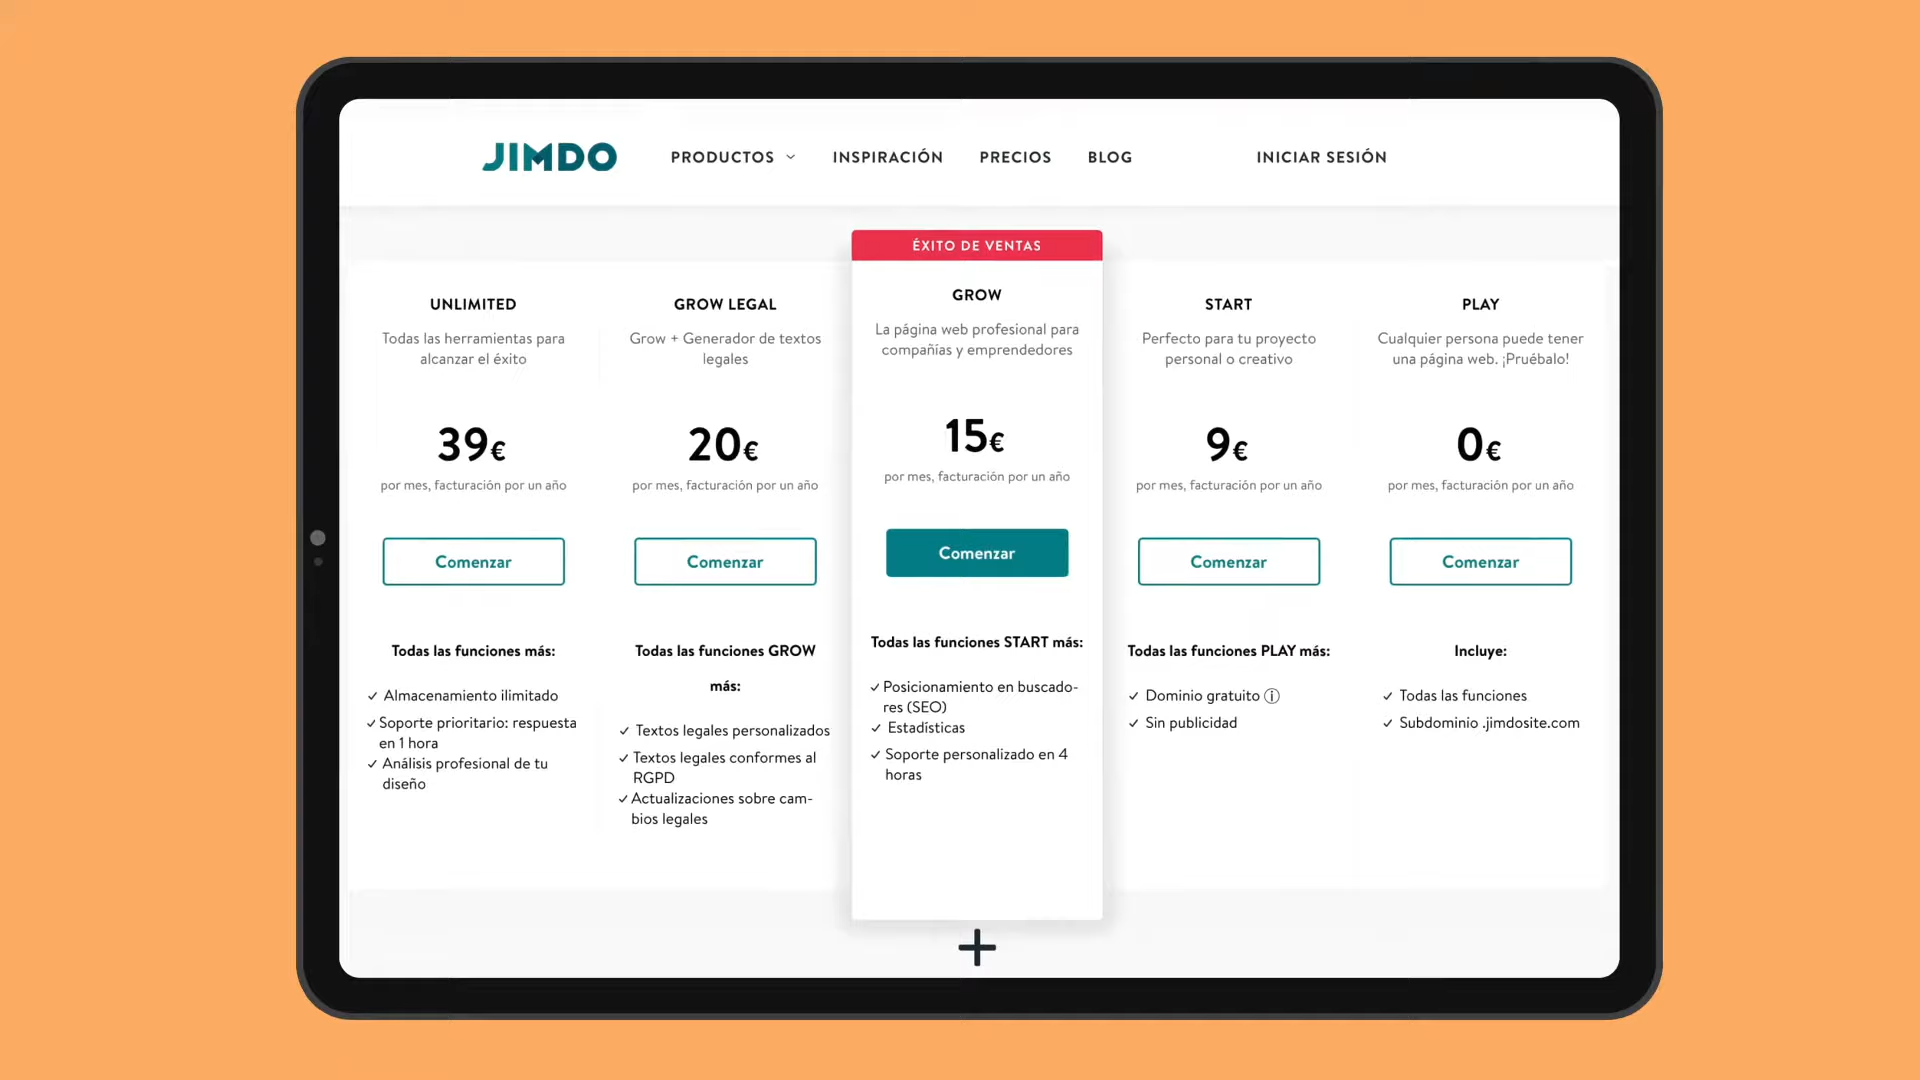 JIMDO
PRODUCTOS
INSPIRACIÓN
PRECIOS
BLOG
INICIAR SESIÓN
UNLIMITED
Todas las herramientas para
alcanzar el éxito
39€
por mes, facturación por un año
Comenzar
Todas las funciones más:
✓ Almacenamiento ilimitado
✓ Soporte prioritario: respuesta
en 1 hora
✓ Análisis profesional de tu
diseño
GROW LEGAL
Grow + Generador de textos
legales
20€
por mes, facturación por un año
Comenzar
Todas las funciones GROW
más:
✓ Textos legales personalizados
✓ Textos legales conformes al
RGPD
✓ Actualizaciones sobre cam-
bios legales
ÉXITO DE VENTAS
GROW
La página web profesional para
compañías y emprendedores
15€
por mes, facturación por un año
Comenzar
Todas las funciones START más:
✓ Posicionamiento en buscado-
res (SEO)
✓ Estadísticas
✓ Soporte personalizado en 4
horas
START
Perfecto para tu proyecto
personal o creativo
9€
por mes, facturación por un año
Comenzar
Todas las funciones PLAY más:
✓ Dominio gratuito ⓘ
✓ Sin publicidad
PLAY
Cualquier persona puede tener
una página web. ¡Pruébalo!
0€
por mes, facturación por un año
Comenzar
Incluye:
✓ Todas las funciones
✓ Subdominio .jimdosite.com
+